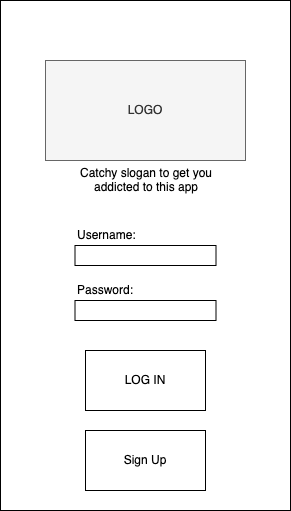 LOGO
Catchy slogan to get you
addicted to this app
Username:
Password:
LOG IN
Sign Up